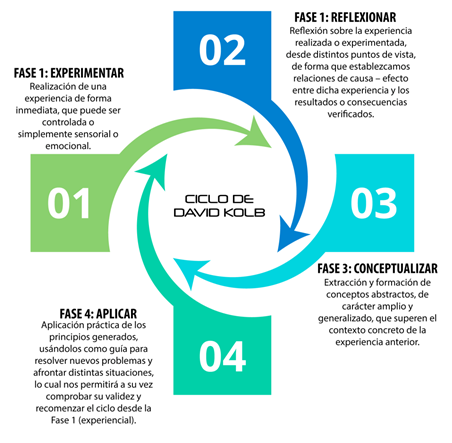 FASE 1: EXPERIMENTAR
Realización de una
experiencia de forma
inmediata, que puede ser
controlada o
simplemente sensorial o
emocional.
01
02
FASE 1: REFLEXIONAR
Reflexión sobre la experiencia
realizada o experimentada,
desde distintos puntos de vista,
de forma que establezcamos
relaciones de causa – efecto
entre dicha experiencia y los
resultados o consecuencias
verificados.
CICLO DE
DAVID KOLB
03
FASE 3: CONCEPTUALIZAR
Extracción y formación de
conceptos abstractos, de
carácter amplio y
generalizado, que superen el
contexto concreto de la
experiencia anterior.
FASE 4: APLICAR
Aplicación práctica de los
principios generados,
usándolos como guía para
resolver nuevos problemas y
afrontar distintas situaciones,
lo cual nos permitirá a su vez
comprobar su validez y
recomenzar el ciclo desde la
Fase 1 (experiencial).
04